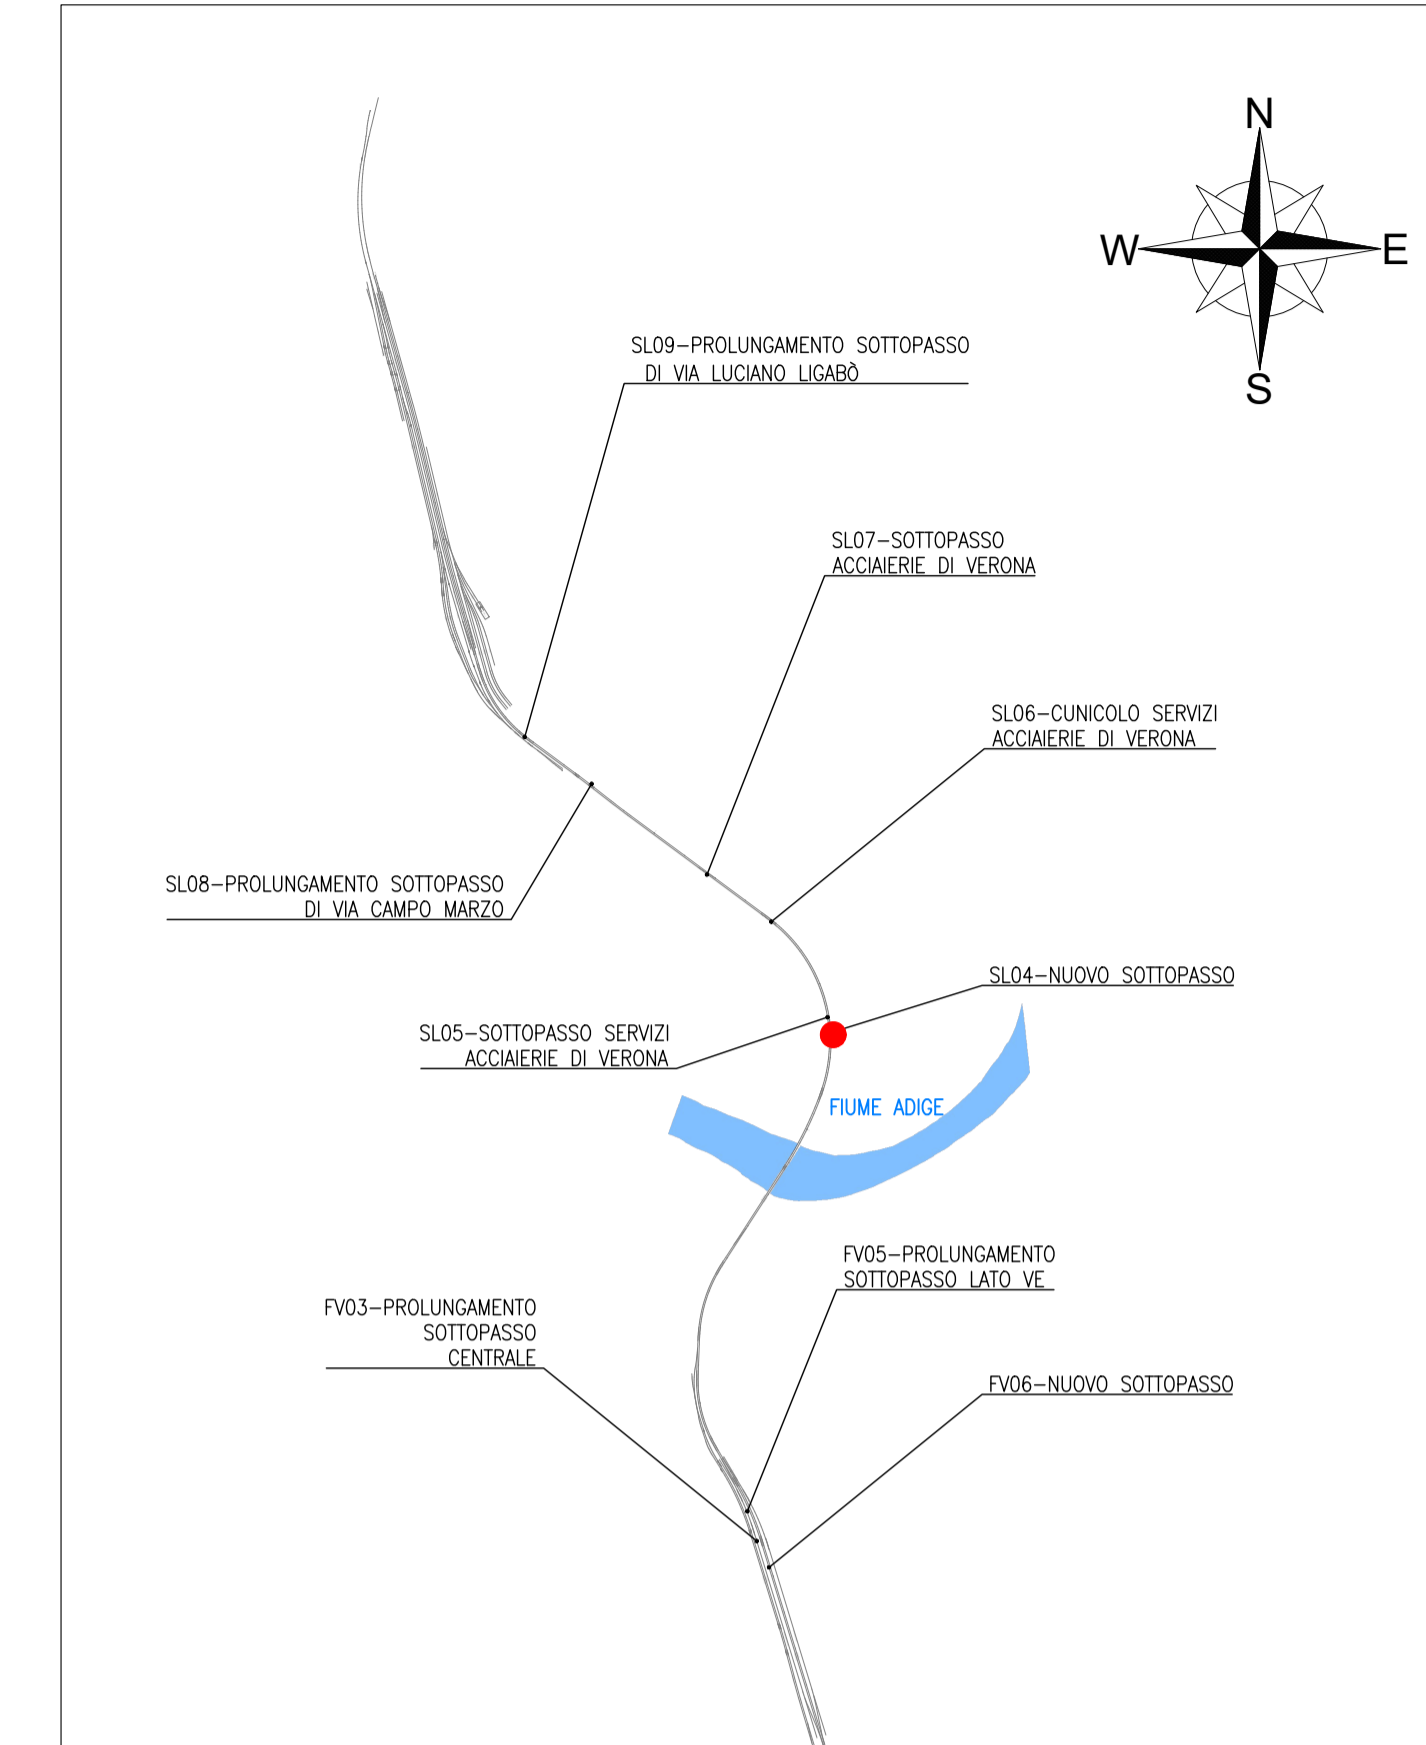 N
W
E
S
SL09-PROLUNGAMENTO SOTTOPASSO
DI VIA LUCIANO LIGABÒ
SL07-SOTTOPASSO
ACCIAIERIE DI VERONA
SL06-CUNICOLO SERVIZI
ACCIAIERIE DI VERONA
SL08-PROLUNGAMENTO SOTTOPASSO
DI VIA CAMPO MARZO
SL04-NUOVO SOTTOPASSO
SL05-SOTTOPASSO SERVIZI
ACCIAIERIE DI VERONA
FIUME ADIGE
FV05-PROLUNGAMENTO
SOTTOPASSO LATO VE
FV03-PROLUNGAMENTO
SOTTOPASSO
CENTRALE
FV06-NUOVO SOTTOPASSO